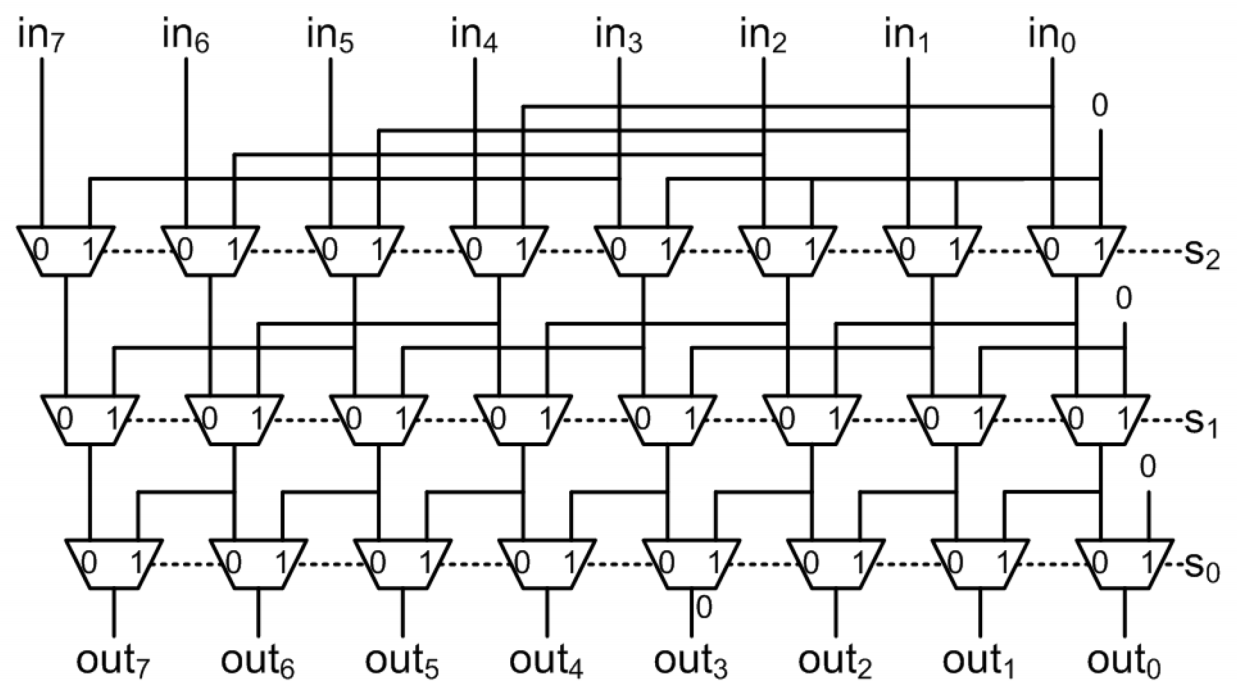 in7 in6 in5 in4 in3 in2 in1 in0
0
0 1 0 1 0 1 0 1 0 1 0 1 0 1 0 1 s2
0
0 1 0 1 0 1 0 1 0 1 0 1 0 1 0 1 s1
0
0 1 0 1 0 1 0 1 0 1 0 1 0 1 0 1 s0
0
out7 out6 out5 out4 out3 out2 out1 out0